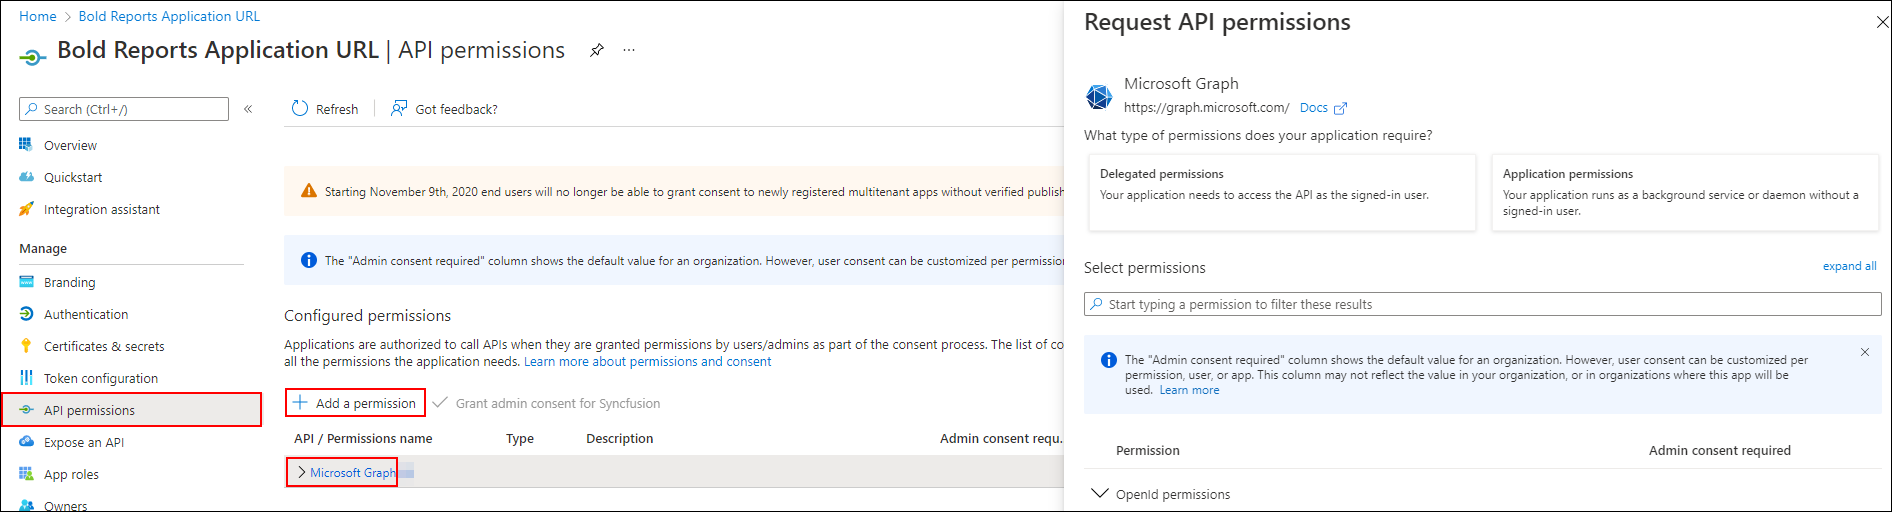 Home > Bold Reports Application URL
Bold Reports Application URL | API permissions ...
Search (Ctrl+/) «
Overview
Quickstart
Integration assistant
Manage
Branding
Authentication
Certificates & secrets
Token configuration
API permissions
Expose an API
App roles
Owners
Refresh Got feedback?
Starting November 9th, 2020 end users will no longer be able to grant consent to newly registered multitenant apps without verified publish
The "Admin consent required" column shows the default value for an organization. However, user consent can be customized per permission
Configured permissions
Applications are authorized to call APIs when they are granted permissions by users/admins as part of the consent process. The list of co
all the permissions the application needs. Learn more about permissions and consent
+ Add a permission Grant admin consent for Syncfusion
API / Permissions name Type Description Admin consent requ...
> Microsoft Graph
Request API permissions
Microsoft Graph
https://graph.microsoft.com/ Docs
What type of permissions does your application require?
Delegated permissions
Your application needs to access the API as the signed-in user.
Application permissions
Your application runs as a background service or daemon without a
signed-in user.
Select permissions expand all
Start typing a permission to filter these results
The "Admin consent required" column shows the default value for an organization. However, user consent can be customized per
permission, user, or app. This column may not reflect the value in your organization, or in organizations where this app will be
used. Learn more
Permission Admin consent required
OpenId permissions